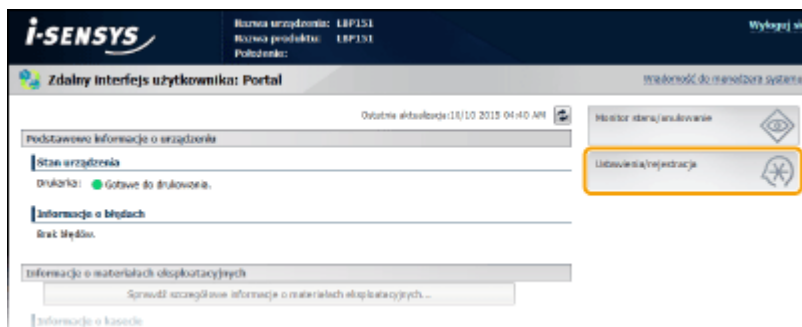 i-SENSYS
Nazwa urządzenia: LBP151
Nazwa produktu: LBP151
Położenie:
Wyloguj się
Zdalny interfejs użytkownika: Portal
Wiadomość do menedżera systemu
Ostatnia aktualizacja:10/10 2015 04:40 AM
Podstawowe informacje o urządzeniu
Stan urządzenia
Drukarka: Gotowe do drukowania.
Informacje o błędach
Brak błędów.
Informacje o materiałach eksploatacyjnych
Sprawdź szczegółowe informacje o materiałach eksploatacyjnych...
Informacje o kasecie
Monitor stanu/anulowanie
Ustawienia/rejestracja